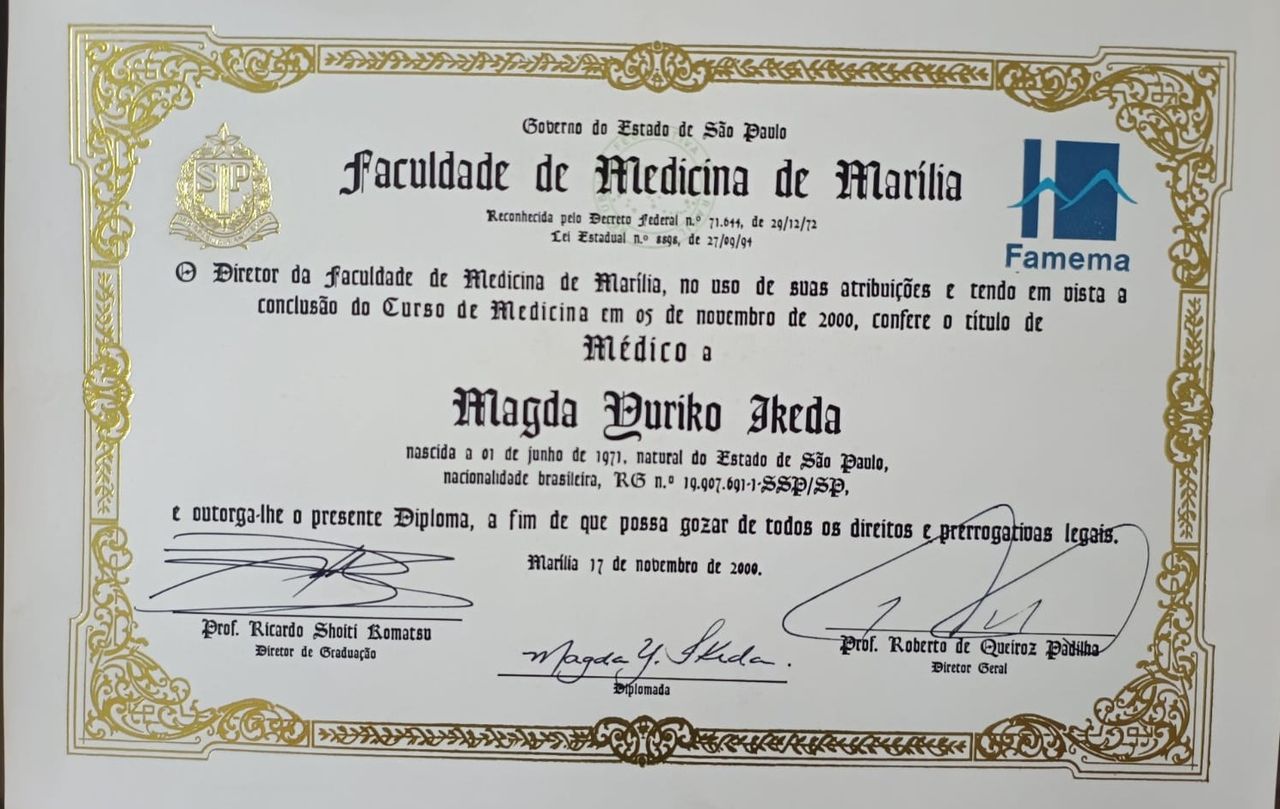 Governo do Estado de São Paulo
Faculdade de Medicina de Marília
Reconhecida pelo Decreto Federal n.º 71.644, de 29/12/72
Lei Estadual n.º 8898, de 27/09/94
SP
Famema
O Diretor da Faculdade de Medicina de Marília, no uso de suas atribuições e tendo em vista a
conclusão do Curso de Medicina em 05 de novembro de 2000, confere o título de
Médico a
Magda Yuriko Ikeda
nascida a 01 de junho de 1971, natural do Estado de São Paulo,
nacionalidade brasileira, RG n.º 19.907.691-1-SSP/SP,
e outorga-lhe o presente Diploma, a fim de que possa gozar de todos os direitos e prerrogativas legais.
Marília 17 de novembro de 2000.
Prof. Ricardo Shoiti Komatsu
Diretor de Graduação
Magda Y. Ikeda.
Diplomada
Prof. Roberto de Queiroz Padilha
Diretor Geral